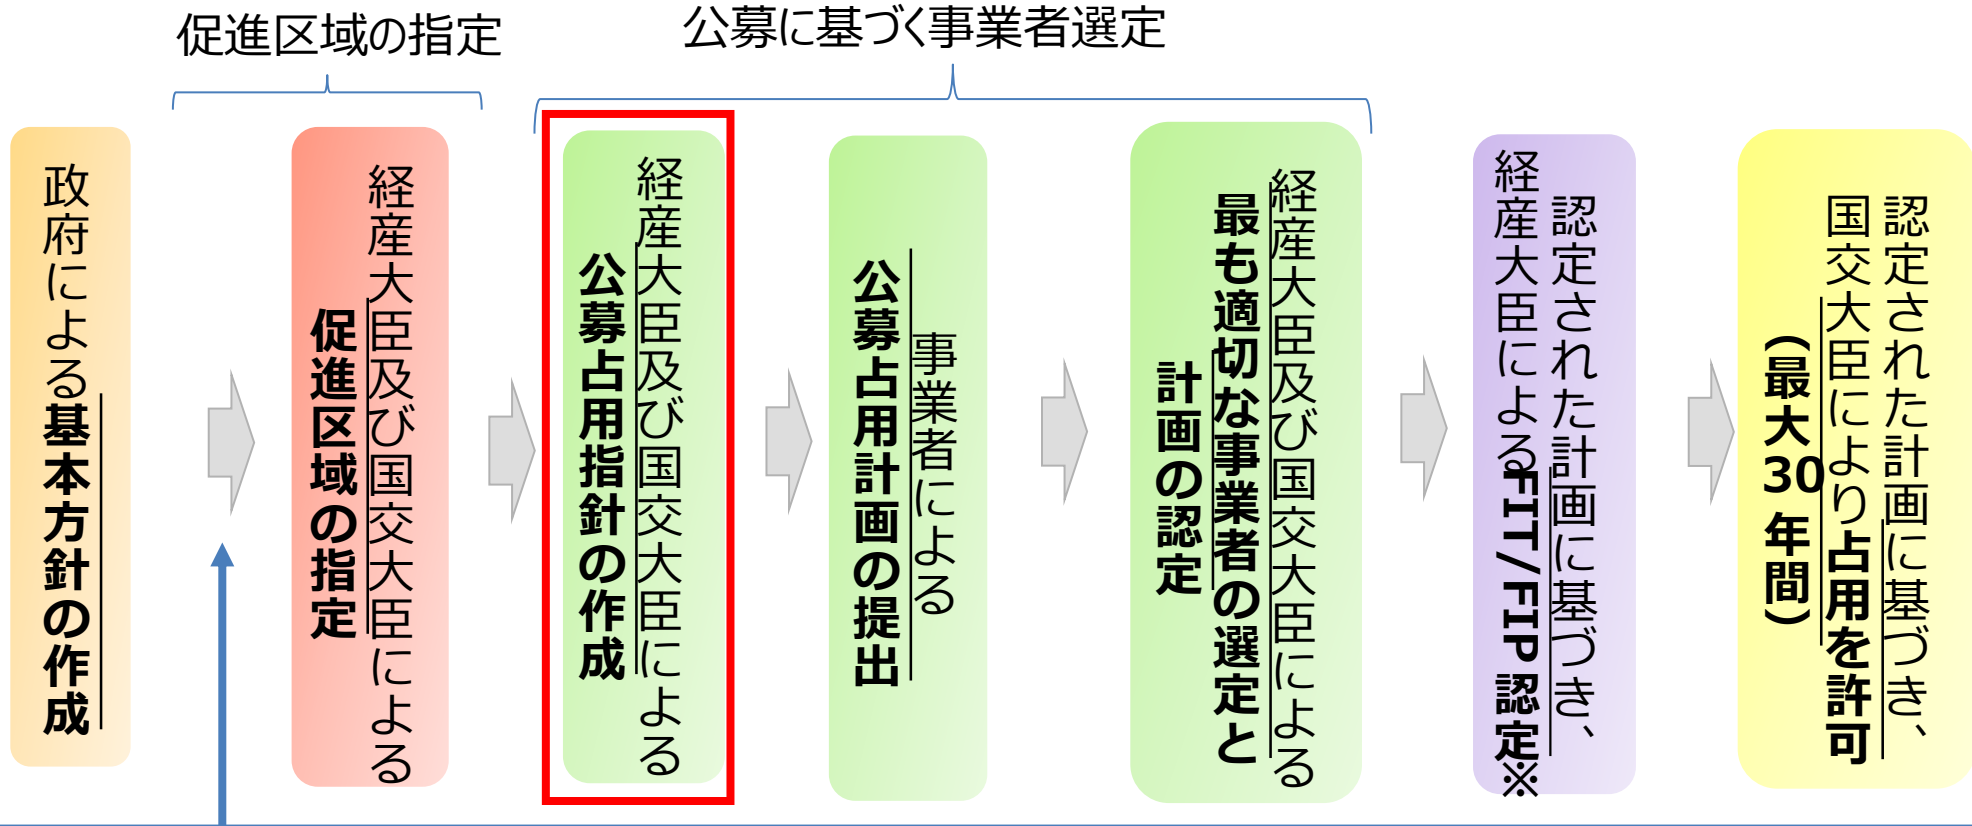 促進区域の指定
公募に基づく事業者選定
政府による基本方針の作成
経産大臣及び国交大臣による
促進区域の指定
経産大臣及び国交大臣による
公募占用指針の作成
事業者による
公募占用計画の提出
経産大臣及び国交大臣による
最も適切な事業者の選定と
計画の認定
認定された計画に基づき、
経産大臣によるFIT/FIP認定※
認定された計画に基づき、
国交大臣により占用を許可
（最大30年間）